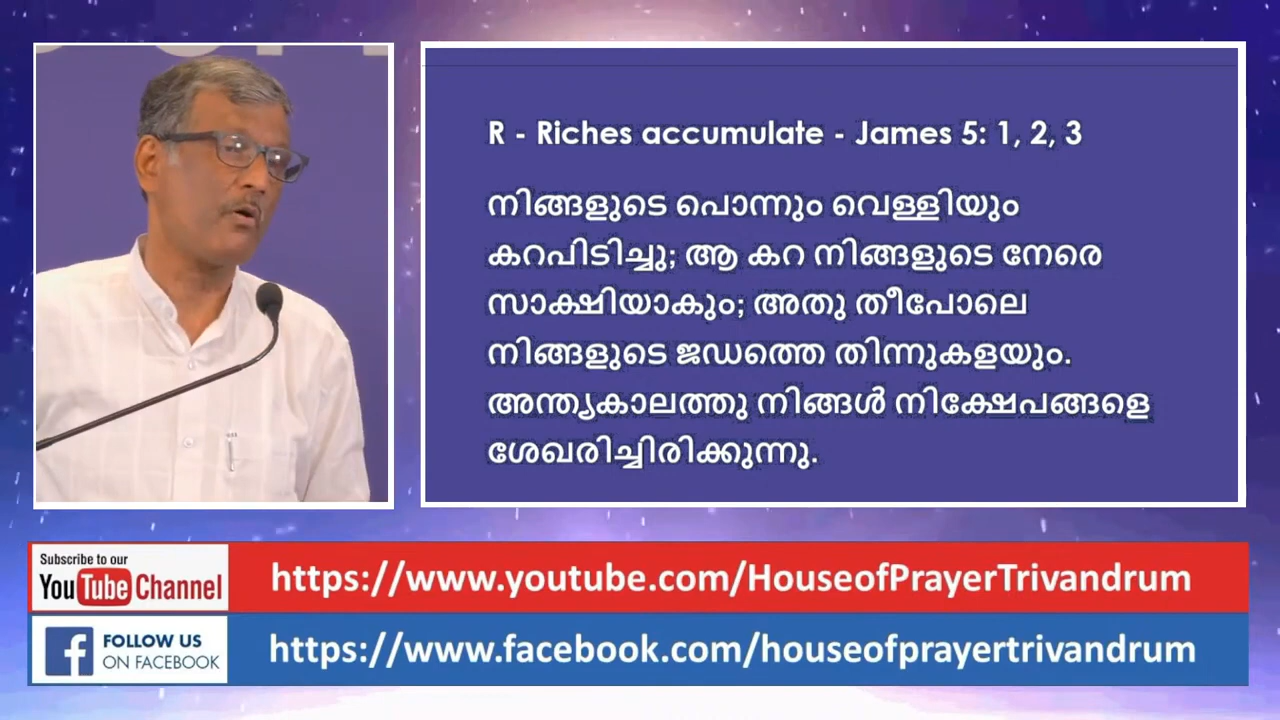 R - Riches accumulate - James 5: 1, 2, 3
നിങ്ങളുടെ പൊന്നും വെള്ളിയും
കറപിടിച്ചു; ആ കറ നിങ്ങളുടെ നേരെ
സാക്ഷിയാകും; അതു തീപോലെ
നിങ്ങളുടെ ജഡത്തെ തിന്നുകളയും.
അന്ത്യകാലത്തു നിങ്ങൾ നിക്ഷേപങ്ങളെ
ശേഖരിച്ചിരിക്കുന്നു.
Subscribe to our
YouTube Channel
https://www.youtube.com/HouseofPrayerTrivandrum
FOLLOW US
ON FACEBOOK
https://www.facebook.com/houseofprayertrivandrum